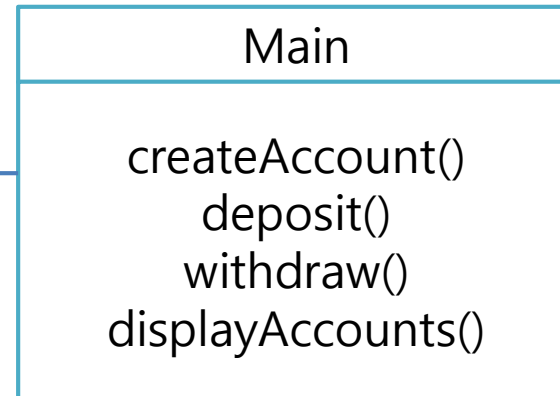 Main
createAccount()
deposit()
withdraw()
displayAccounts()